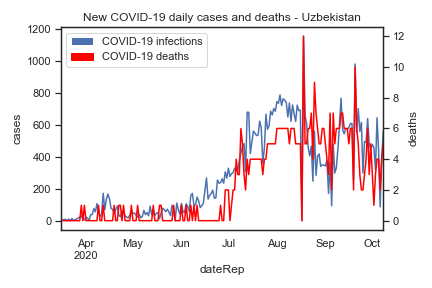 New COVID-19 daily cases and deaths - Uzbekistan
COVID-19 infections
COVID-19 deaths
1200
1000
800
600
400
200
0
cases
12
10
8
6
4
2
0
deaths
Apr May Jun Jul Aug Sep Oct
2020
dateRep